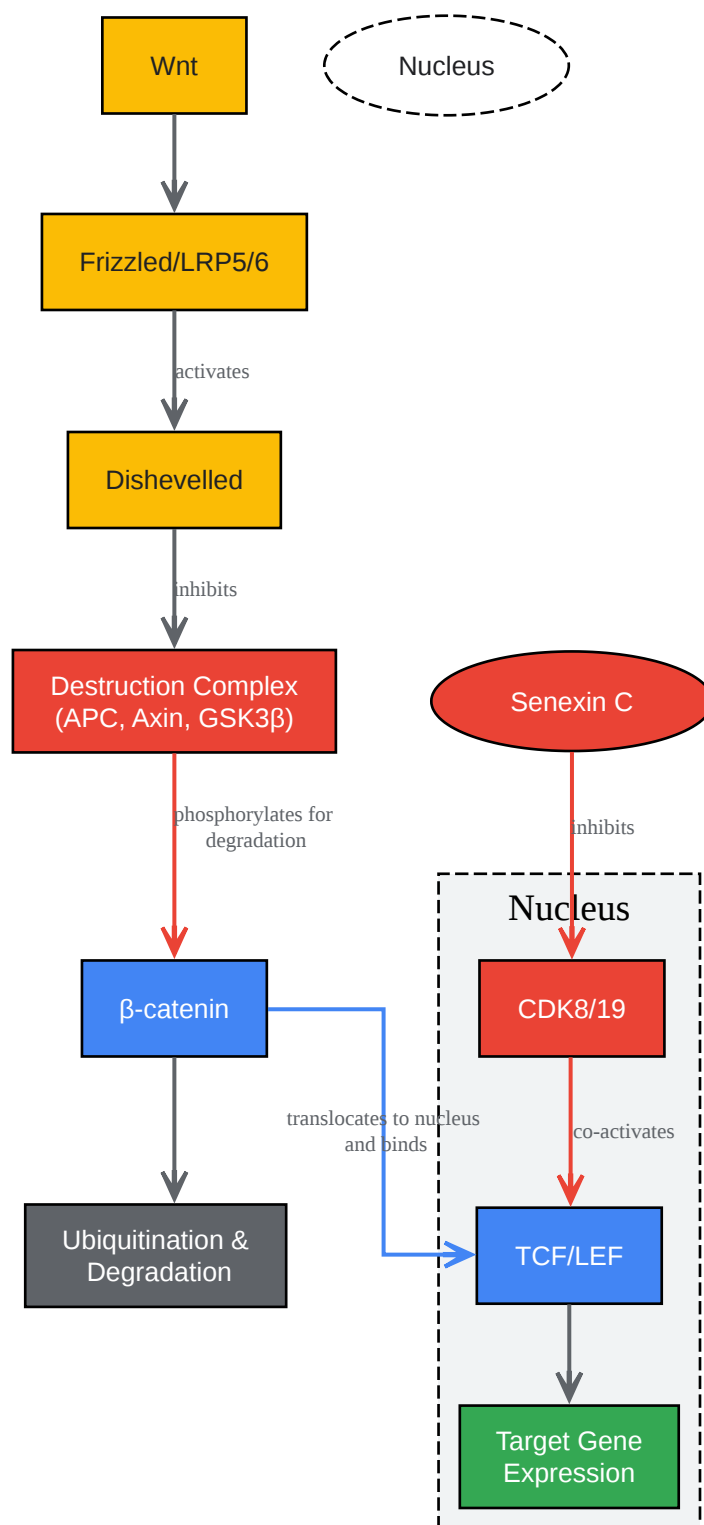 Wnt
Nucleus
Frizzled/LRP5/6
activates
Dishevelled
inhibits
Destruction Complex
(APC, Axin, GSK3β)
Senexin C
phosphorylates for
degradation
inhibits
Nucleus
β-catenin
CDK8/19
translocates to nucleus
and binds
co-activates
Ubiquitination &
Degradation
TCF/LEF
Target Gene
Expression